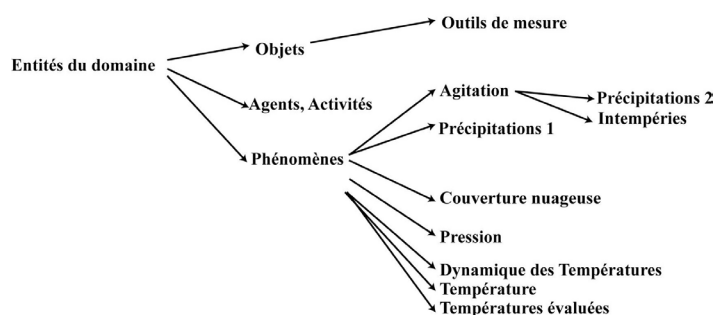 Outils de mesure
Objets
Entités du domaine
Agitation
Précipitations 2
Agents, Activités
Intempéries
Précipitations 1
Phénomènes
Couverture nuageuse
Pression
Dynamique des Températures
Température
Températures évaluées